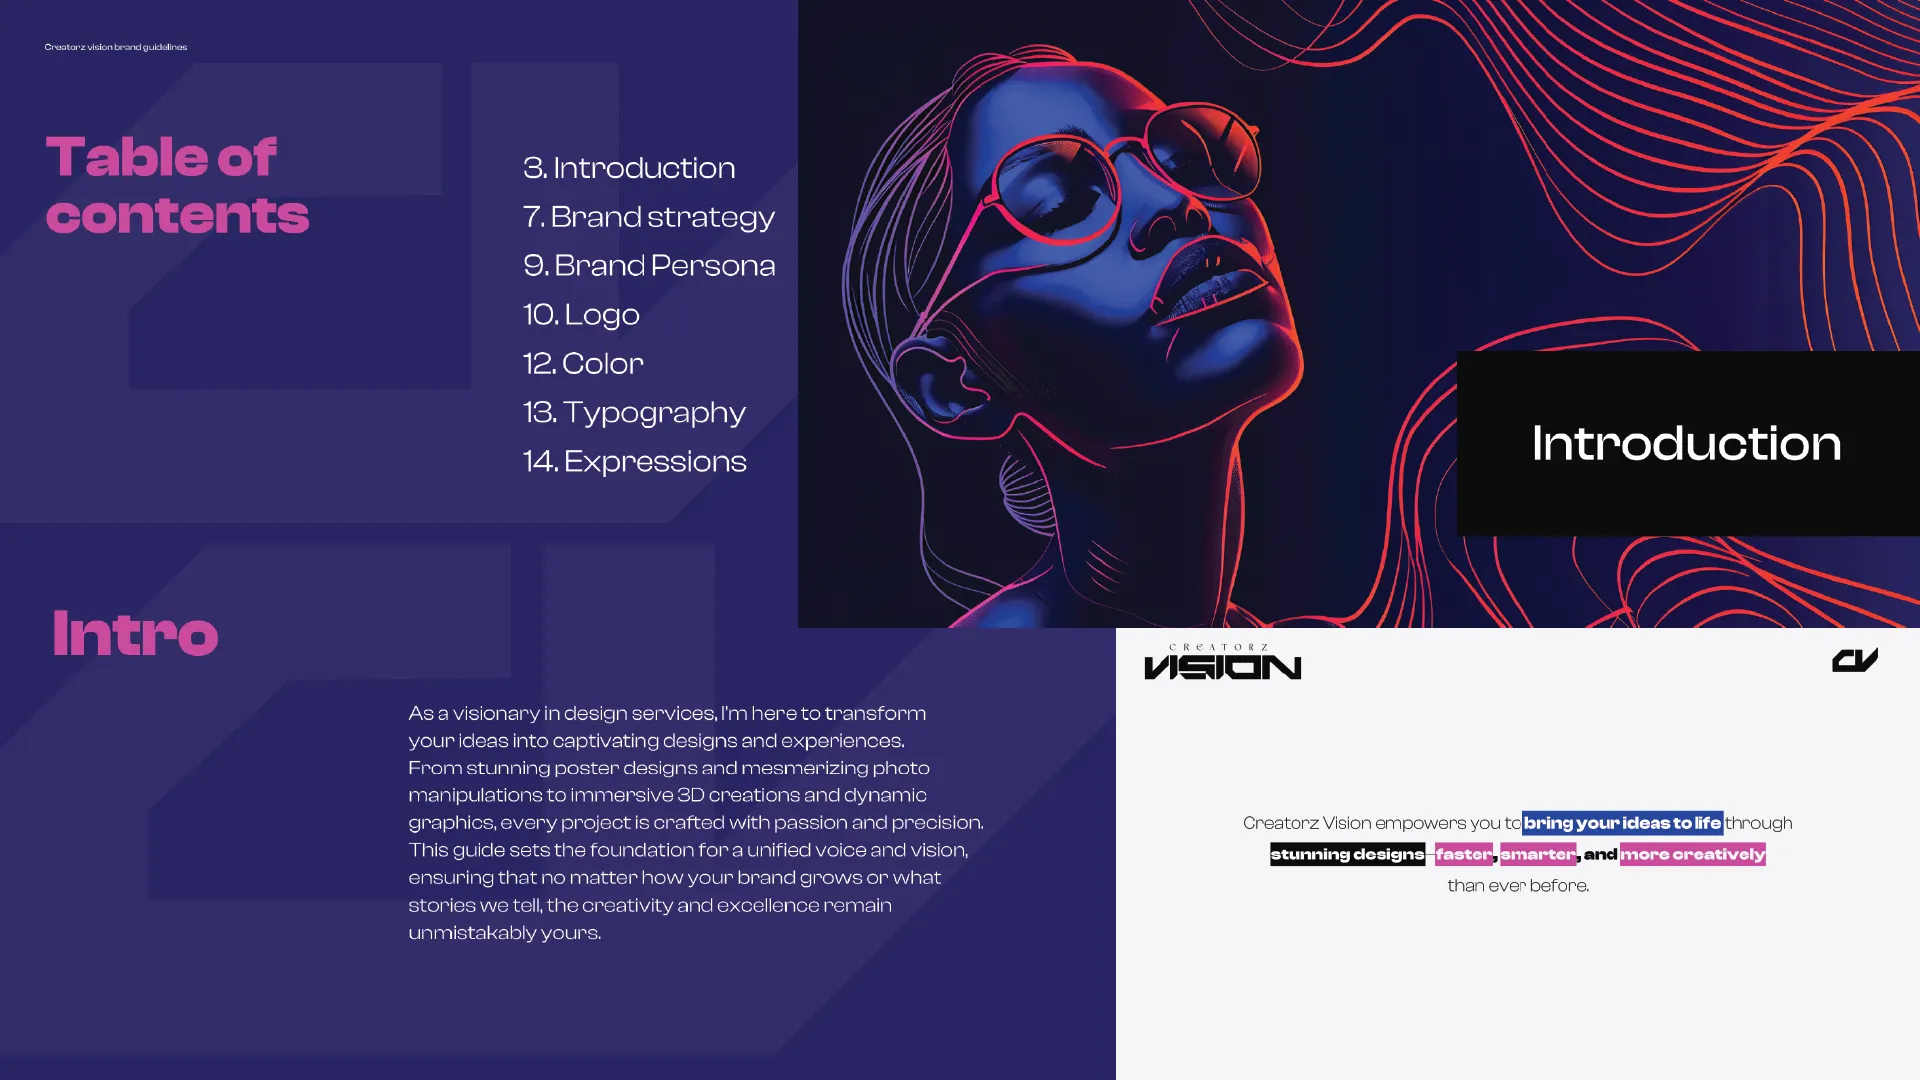 Creatorz vision brand guidelines
Table of
contents
3. Introduction
7. Brand strategy
9. Brand Persona
10. Logo
12. Color
13. Typography
14. Expressions
Introduction
Intro
As a visionary in design services, I'm here to transform
your ideas into captivating designs and experiences.
From stunning poster designs and mesmerizing photo
manipulations to immersive 3D creations and dynamic
graphics, every project is crafted with passion and precision.
This guide sets the foundation for a unified voice and vision,
ensuring that no matter how your brand grows or what
stories we tell, the creativity and excellence remain
unmistakably yours.
CREATORZ
VISION
CV
Creatorz Vision empowers you to bring your ideas to life through
stunning designs—faster, smarter, and more creatively
than ever before.